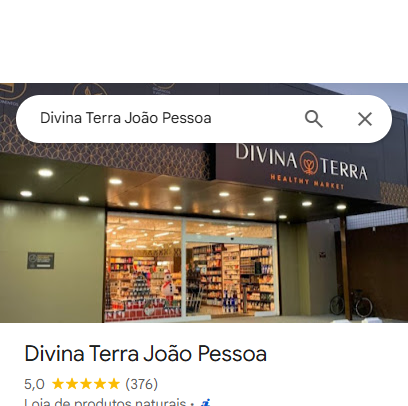 Divina Terra João Pessoa
DIVINA TERRA
HEALTHY MARKET
Divina Terra João Pessoa
5,0 (376)
Loja de produtos naturais ·